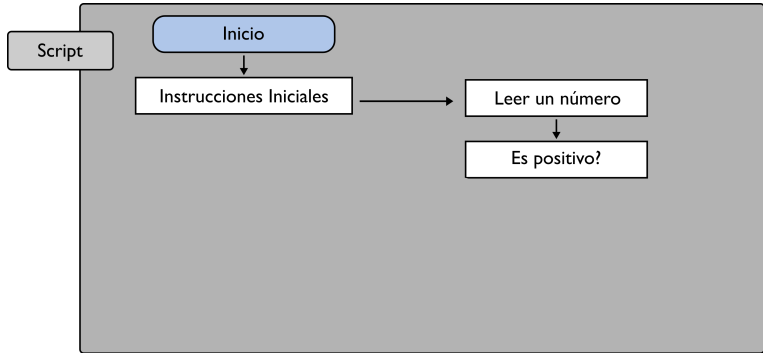 Script
Inicio
Instrucciones Iniciales
Leer un número
Es positivo?